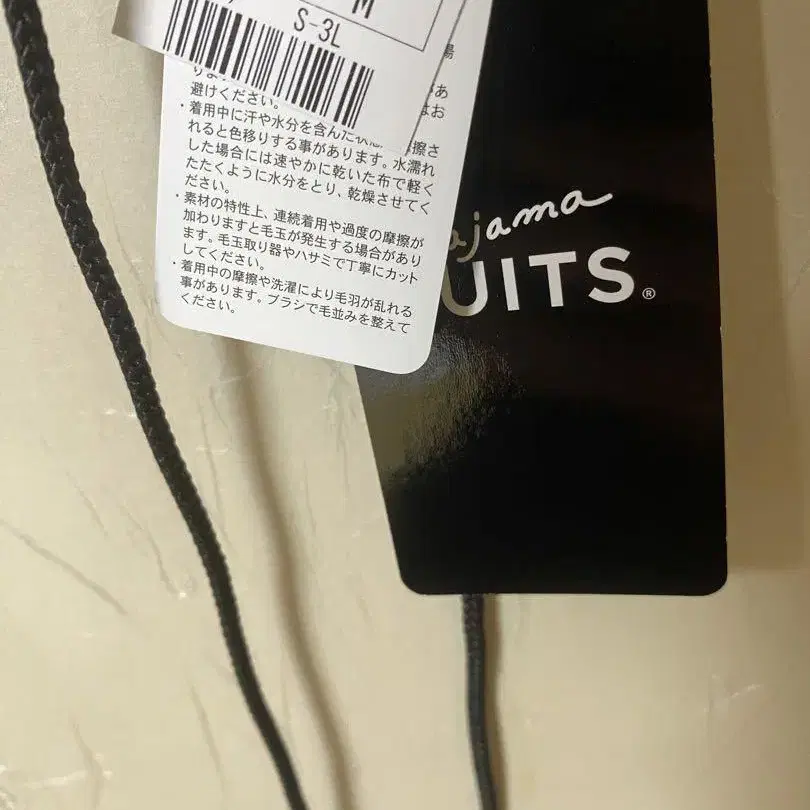 M
S-3L
場
あ
避けください。
はお
・着用中に汗や水分を含んだ状態
擦さ
れると色移りする事があります。水濡れ
した場合には速やかに乾いた布で軽く
たたくように水分をとり、乾燥させてく
ださい。
・素材の特性上、連続着用や過度の摩擦が
加わりますと毛玉が発生する場合があり
ます。毛玉取り器やハサミで丁寧にカット
してください。
・着用中の摩擦や洗濯により毛羽が乱れる
事があります。ブラシで毛並みを整えて
ください。
ajama
UITS®